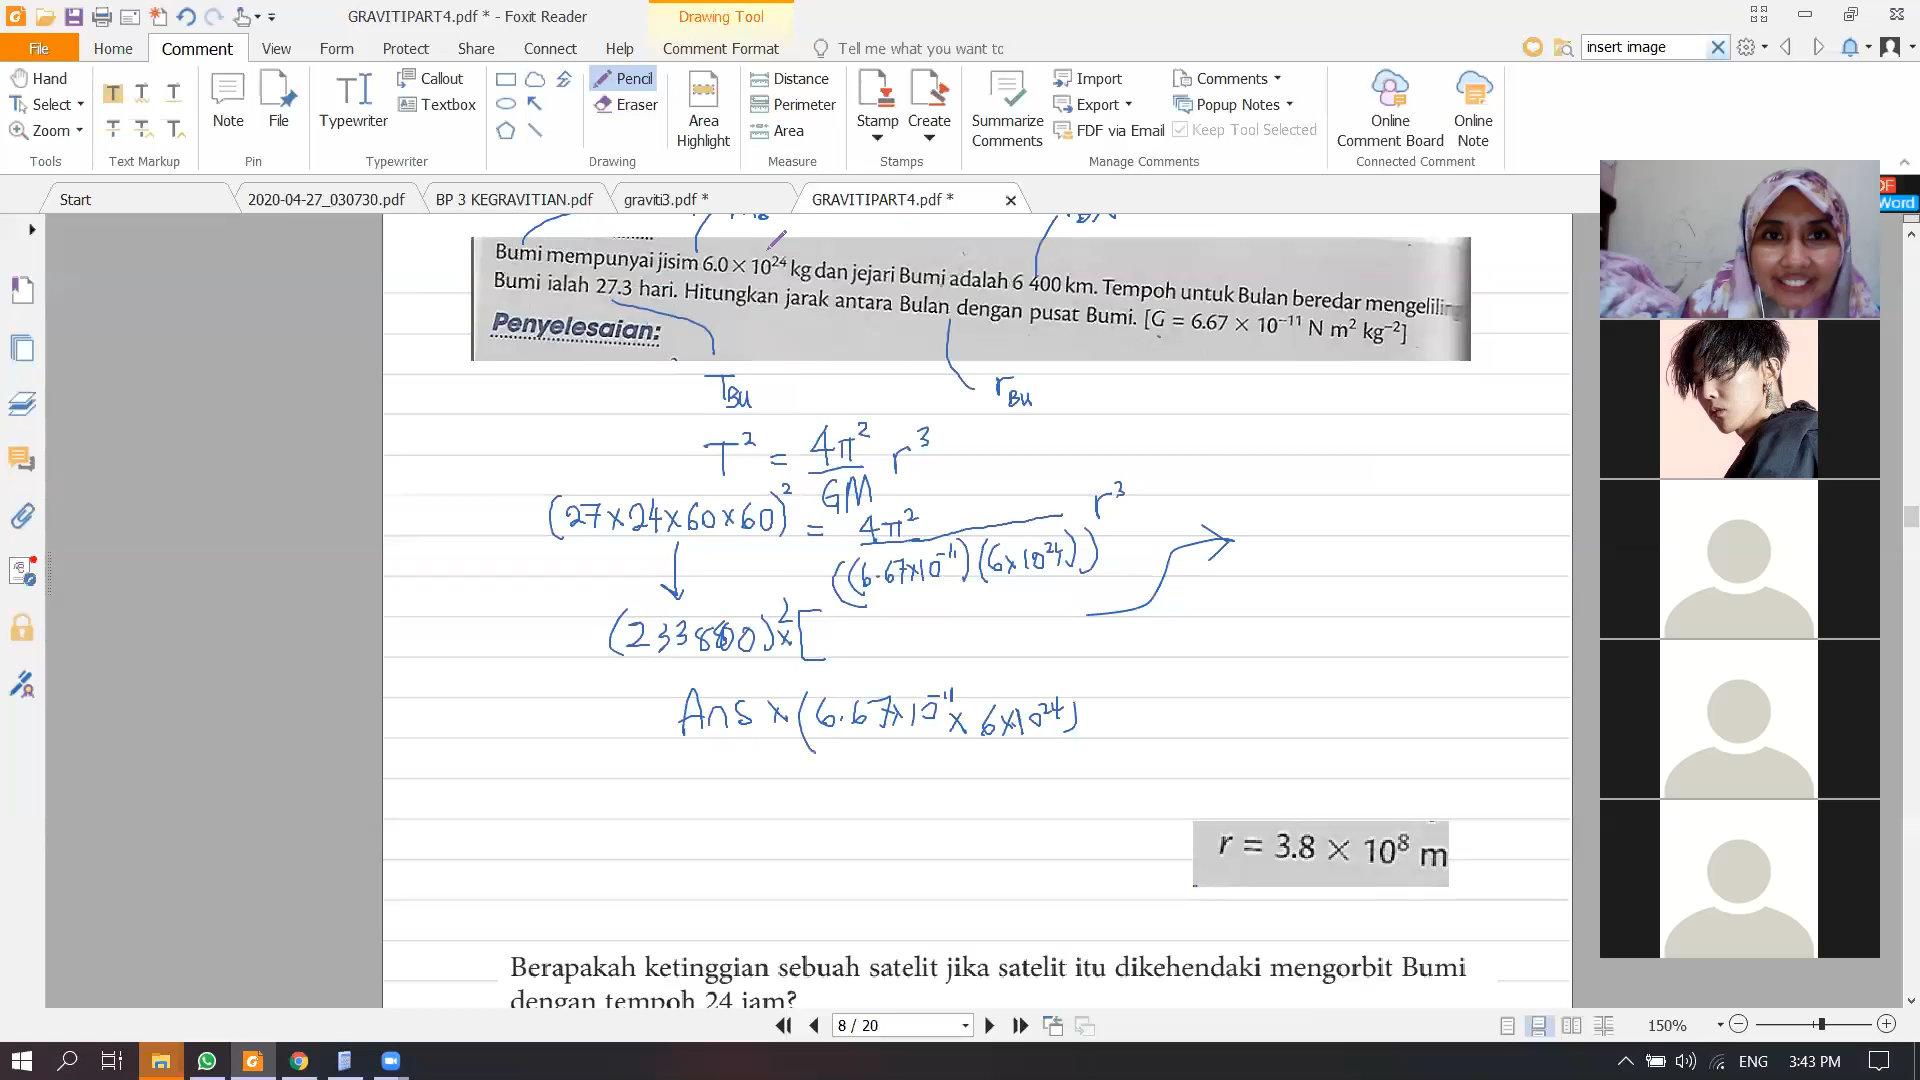 GRAVITIPART4.pdf * - Foxit Reader
Drawing Tool
File Home Comment View Form Protect Share Connect Help Comment Format Tell me what you want to
insert image
Hand
Select
Zoom
Tools
Text Markup
Note
File
Pin
Typewriter
Typewriter
Callout
Textbox
Pencil
Eraser
Drawing
Area Highlight
Distance
Perimeter
Area
Measure
Stamp
Create
Stamps
Summarize Comments
Import
Export
FDF via Email
Comments
Popup Notes
Keep Tool Selected
Manage Comments
Online Comment Board
Online Note
Connected Comment
Start
2020-04-27_030730.pdf
BP 3 KEGRAVITIAN.pdf
graviti3.pdf *
GRAVITIPART4.pdf *
Word
Bumi mempunyai jisim 6.0 × 10²⁴ kg dan jejari Bumi adalah 6 400 km. Tempoh untuk Bulan beredar mengelilin
Bumi ialah 27.3 hari. Hitungkan jarak antara Bulan dengan pusat Bumi. [G = 6.67 × 10⁻¹¹ N m² kg⁻²]
Penyelesaian:
T_BU r_BU
T² = 4π²/GM r³
(27×24×60×60)² = 4π²/((6.67×10⁻¹¹)(6×10²⁴)) r³
Ans × (6.67×10⁻¹¹ × 6×10²⁴)
r = 3.8 × 10⁸ m
Berapakah ketinggian sebuah satelit jika satelit itu dikehendaki mengorbit Bumi
dengan tempoh 24 jam?
8 / 20
150%
ENG
3:43 PM